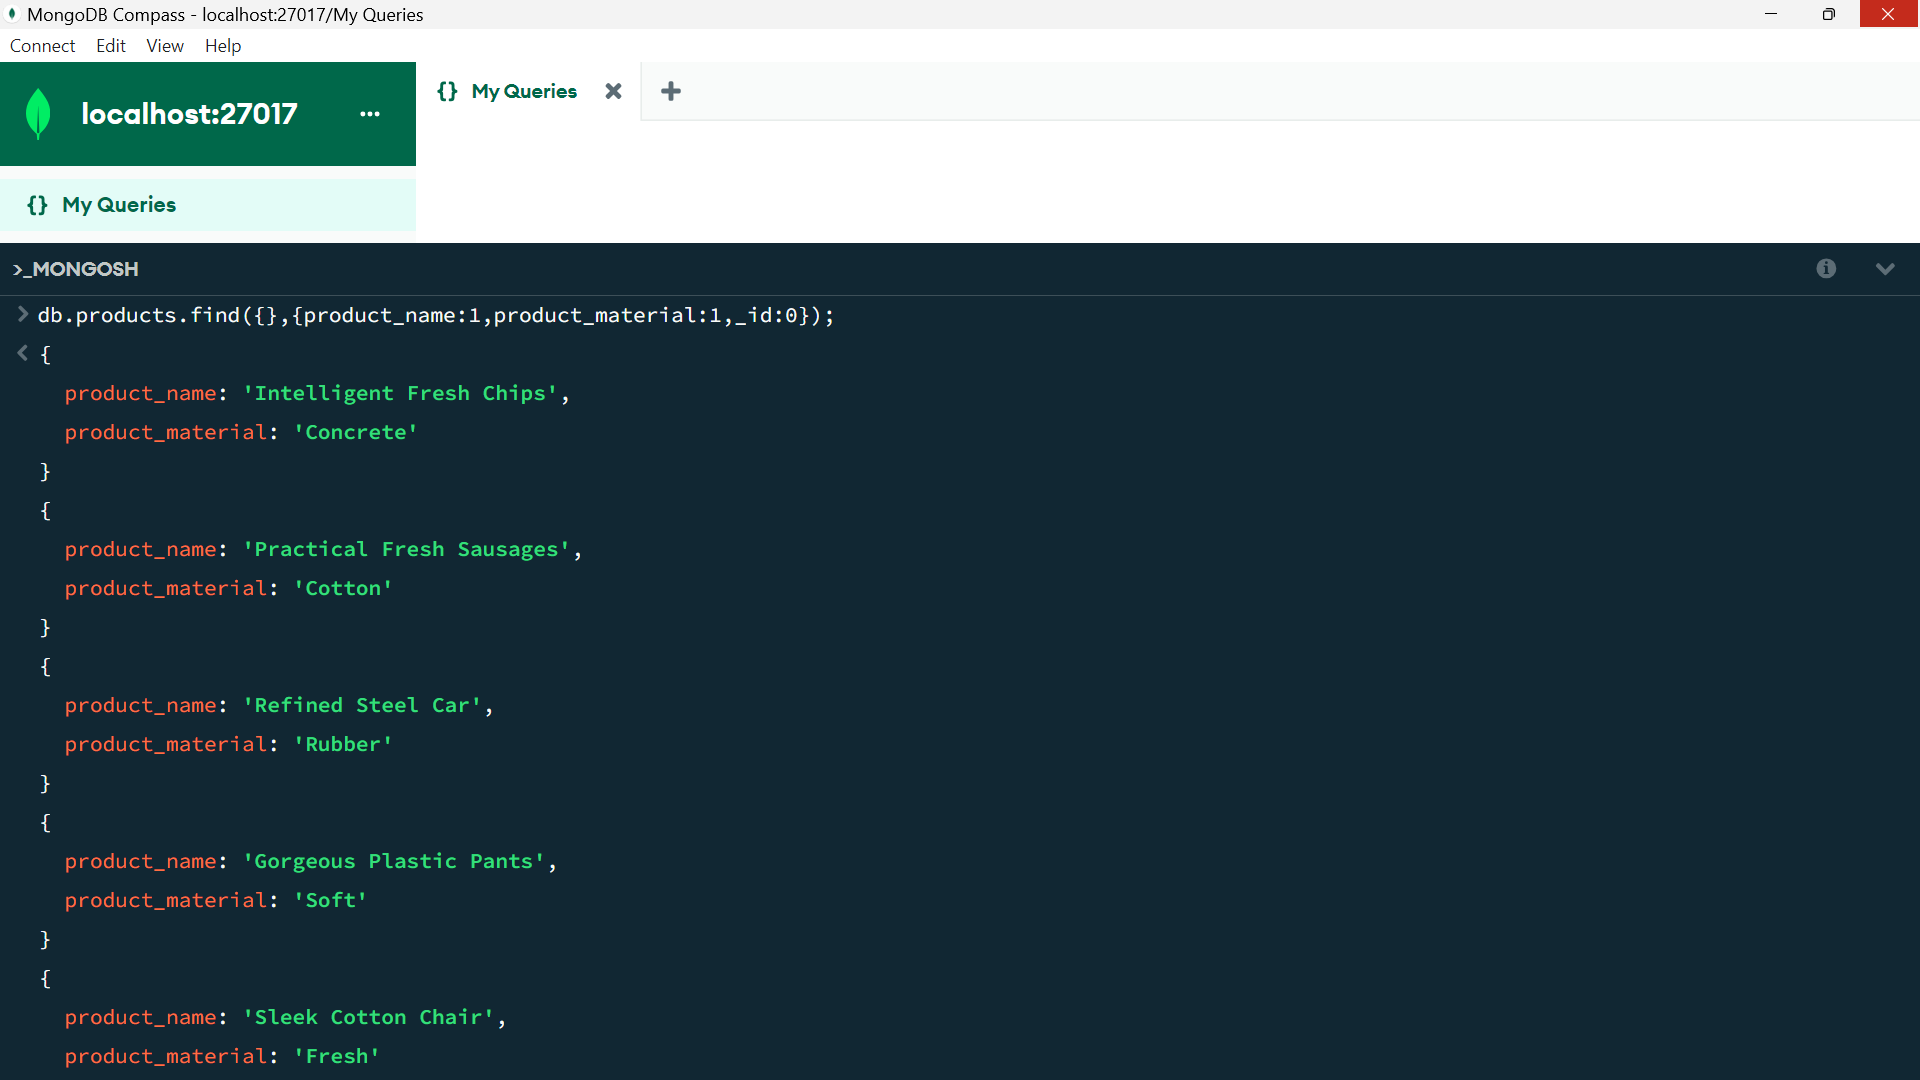 MongoDB Compass - localhost:27017/My Queries
Connect Edit View Help
localhost:27017 ...
{} My Queries
{} My Queries
>_MONGOSH
> db.products.find({},{product_name:1,product_material:1,_id:0});
< {
product_name: 'Intelligent Fresh Chips',
product_material: 'Concrete'
}
{
product_name: 'Practical Fresh Sausages',
product_material: 'Cotton'
}
{
product_name: 'Refined Steel Car',
product_material: 'Rubber'
}
{
product_name: 'Gorgeous Plastic Pants',
product_material: 'Soft'
}
{
product_name: 'Sleek Cotton Chair',
product_material: 'Fresh'